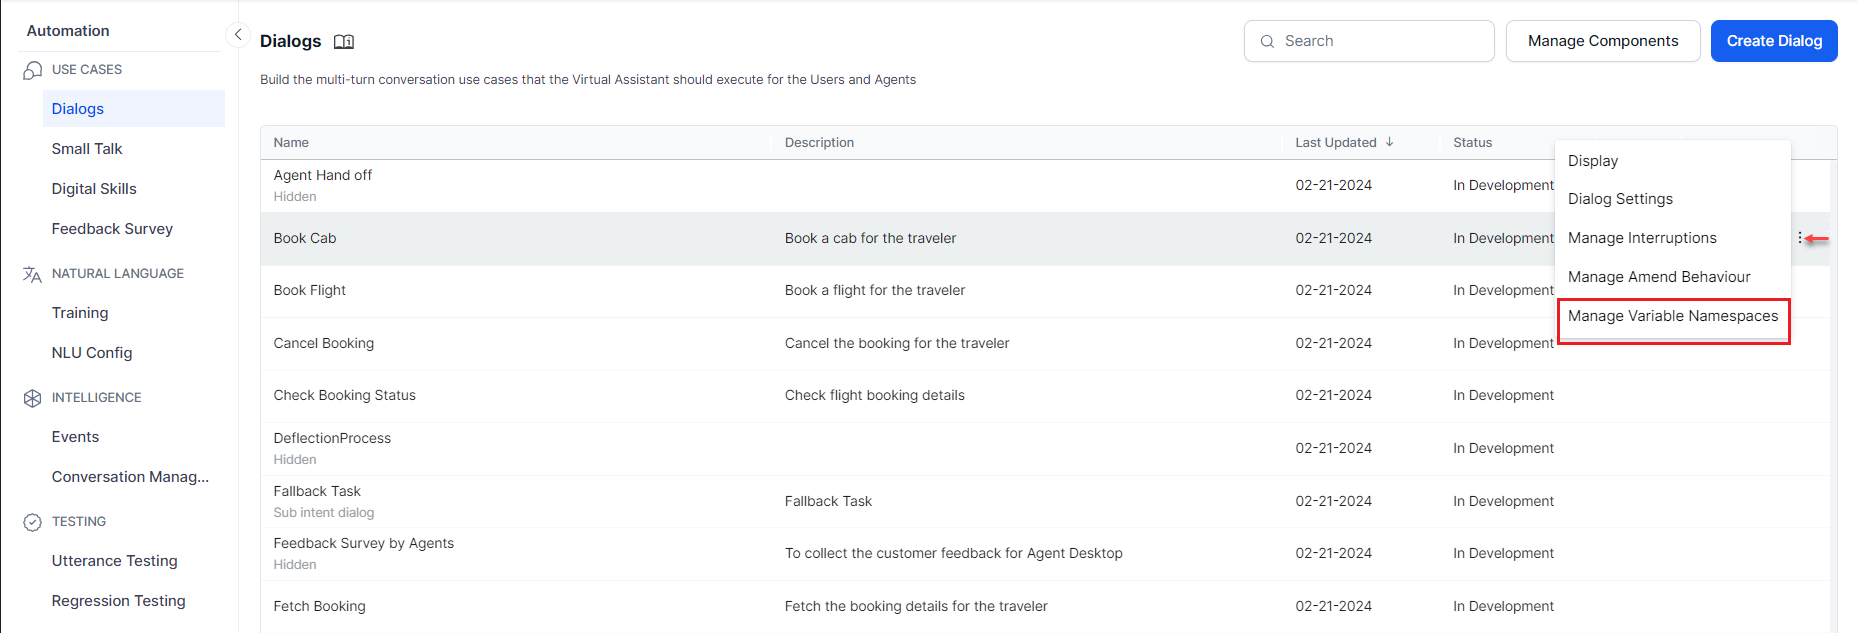 Automation
USE CASES
Dialogs
Small Talk
Digital Skills
Feedback Survey
NATURAL LANGUAGE
Training
NLU Config
INTELLIGENCE
Events
Conversation Manag...
TESTING
Utterance Testing
Regression Testing
Dialogs
Search
Manage Components
Create Dialog
Build the multi-turn conversation use cases that the Virtual Assistant should execute for the Users and Agents
Name Description Last Updated Status
Agent Hand off
Hidden
02-21-2024 In Development
Book Cab Book a cab for the traveler 02-21-2024 In Development
Book Flight Book a flight for the traveler 02-21-2024 In Development
Cancel Booking Cancel the booking for the traveler 02-21-2024 In Development
Check Booking Status Check flight booking details 02-21-2024 In Development
DeflectionProcess
Hidden
02-21-2024 In Development
Fallback Task
Sub intent dialog
Fallback Task 02-21-2024 In Development
Feedback Survey by Agents
Hidden
To collect the customer feedback for Agent Desktop 02-21-2024 In Development
Fetch Booking Fetch the booking details for the traveler 02-21-2024 In Development
Display
Dialog Settings
Manage Interruptions
Manage Amend Behaviour
Manage Variable Namespaces